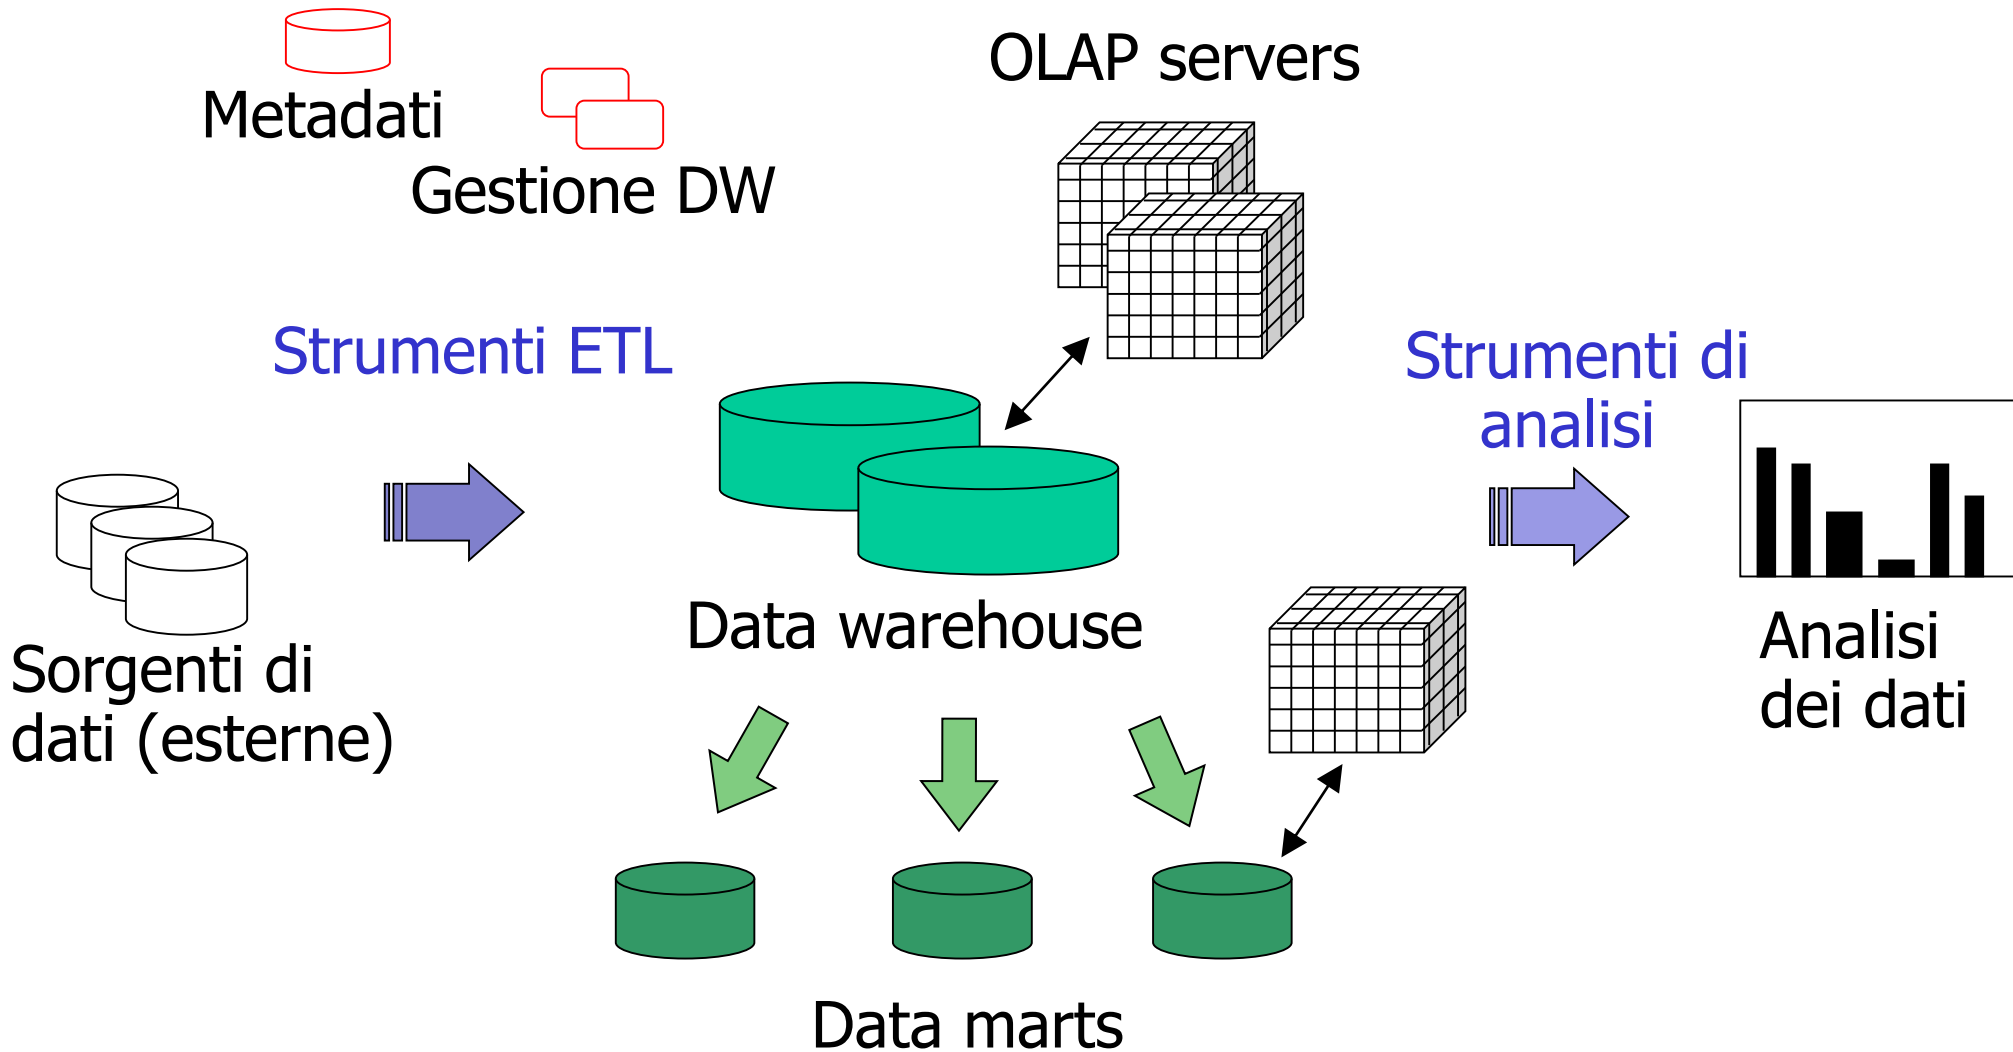 OLAP servers
Metadati
Gestione DW
Strumenti ETL
Strumenti di
analisi
Data warehouse
Sorgenti di
dati (esterne)
Analisi
dei dati
Data marts